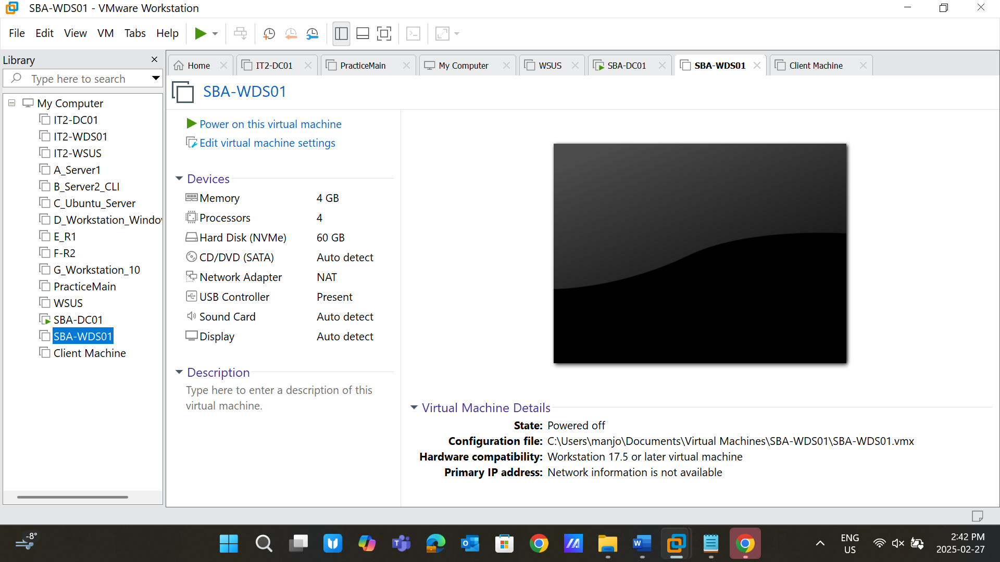 SBA-WDS01 - VMware Workstation
File Edit View VM Tabs Help
Library
Type here to search
My Computer
IT2-DC01
IT2-WDS01
IT2-WSUS
A_Server1
B_Server2_CLI
C_Ubuntu_Server
D_Workstation_Windo
E_R1
F-R2
G_Workstation_10
PracticeMain
WSUS
SBA-DC01
SBA-WDS01
Client Machine
Home IT2-DC01 PracticeMain My Computer WSUS SBA-DC01 SBA-WDS01 Client Machine
SBA-WDS01
Power on this virtual machine
Edit virtual machine settings
Devices
Memory 4 GB
Processors 4
Hard Disk (NVMe) 60 GB
CD/DVD (SATA) Auto detect
Network Adapter NAT
USB Controller Present
Sound Card Auto detect
Display Auto detect
Description
Type here to enter a description of this
virtual machine.
Virtual Machine Details
State: Powered off
Configuration file: C:\Users\manjo\Documents\Virtual Machines\SBA-WDS01\SBA-WDS01.vmx
Hardware compatibility: Workstation 17.5 or later virtual machine
Primary IP address: Network information is not available
-8°
ENG
US
2:42 PM
2025-02-27